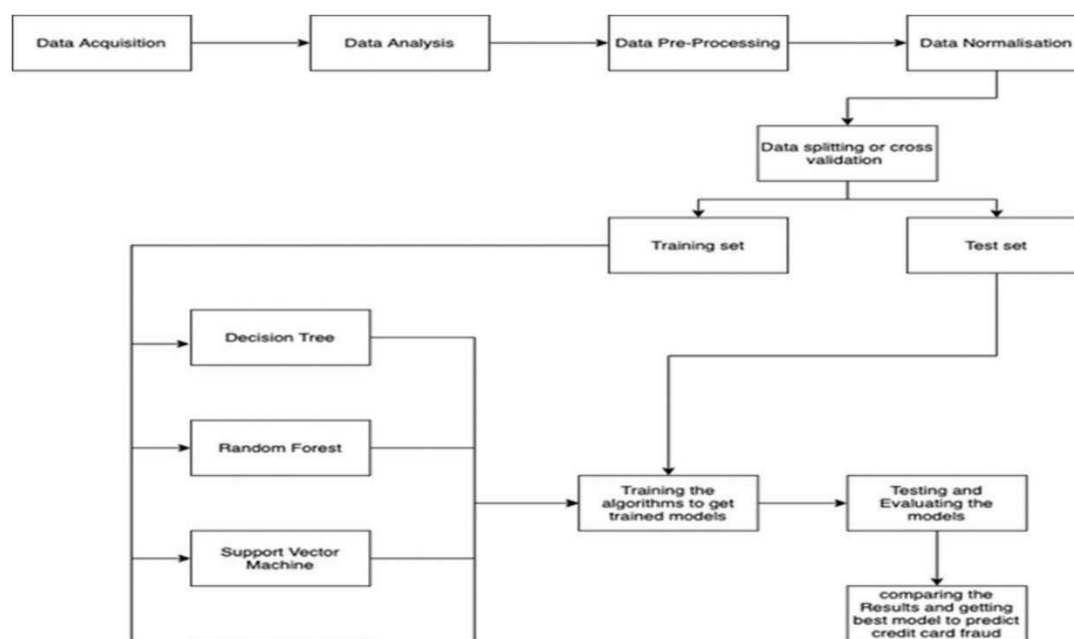 Data Acquisition
Data Analysis
Data Pre-Processing
Data Normalisation
Data splitting or cross
validation
Training set
Test set
Decision Tree
Random Forest
Training the
algorithms to get
trained models
Testing and
Evaluating the
models
Support Vector
Machine
comparing the
Results and getting
best model to predict
credit card fraud